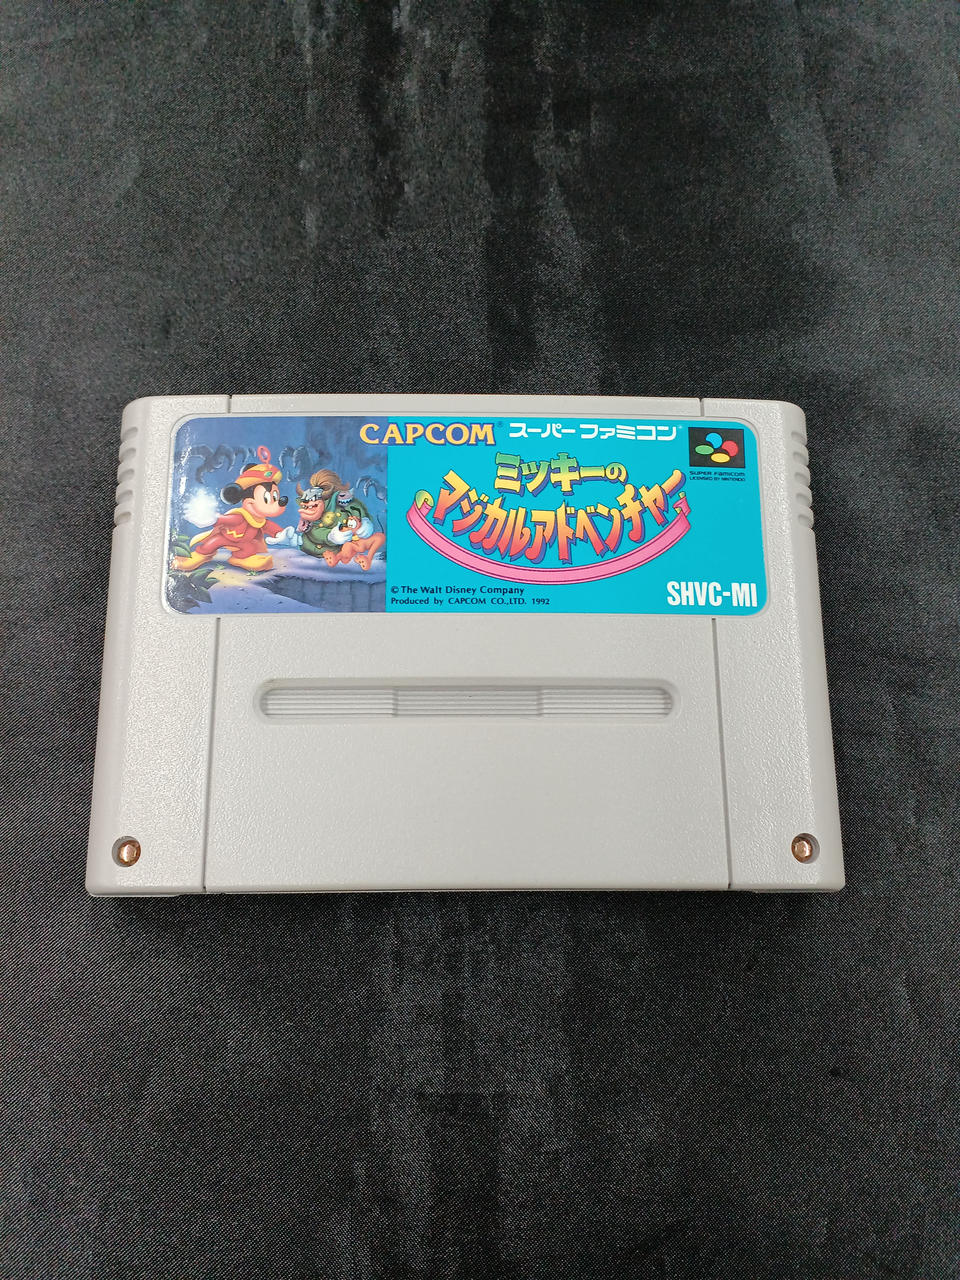 CAPCOM® スーパーファミコン®
ミッキーの
マジカルアドベンチャー
SUPER FAMICOM
LICENSED BY NINTENDO
© The Walt Disney Company
Produced by CAPCOM CO.,LTD. 1992
SHVC-MI